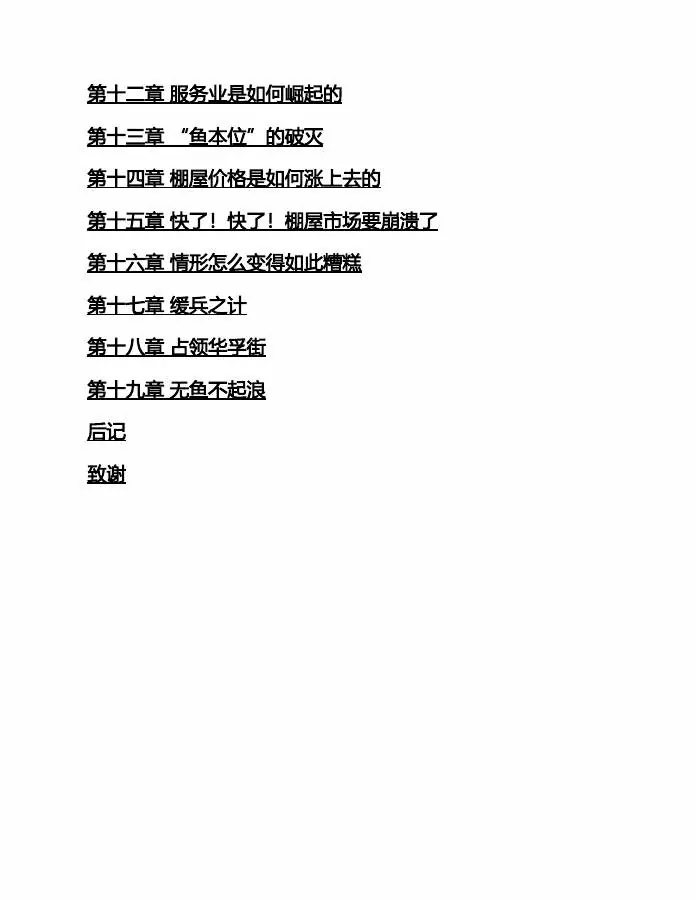 第十二章 服务业是如何崛起的
第十三章 “鱼本位”的破灭
第十四章 棚屋价格是如何涨上去的
第十五章 快了！快了！棚屋市场要崩溃了
第十六章 情形怎么变得如此糟糕
第十七章 缓兵之计
第十八章 占领华孚街
第十九章 无鱼不起浪
后记
致谢